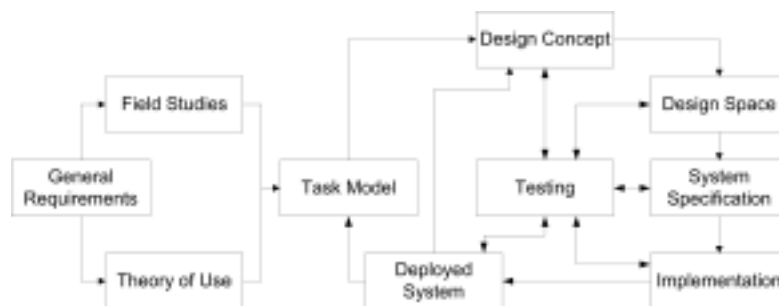 Design Concept
Field Studies
Design Space
General
Requirements
Task Model
Testing
System
Specification
Theory of Use
Deployed
System
Implementation